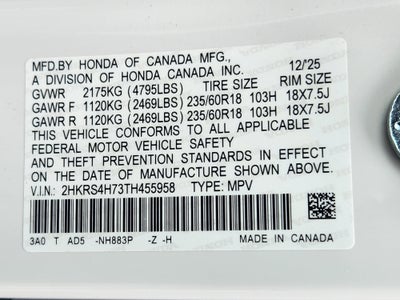 MFD.BY HONDA OF CANADA MFG., 12/'25
A DIVISION OF HONDA CANADA INC.
GVWR 2175KG (4795LBS) TIRE SIZE RIM SIZE
GAWR F 1120KG (2469LBS) 235/60R18 103H 18X7.5J
GAWR R 1120KG (2469LBS) 235/60R18 103H 18X7.5J
THIS VEHICLE CONFORMS TO ALL APPLICABLE
FEDERAL MOTOR VEHICLE SAFETY
AND THEFT PREVENTION STANDARDS IN EFFECT
ON THE DATE OF MANUFACTURE SHOWN ABOVE.
V.I.N: 2HKRS4H73TH455958 TYPE: MPV
3A0 T AD5 -NH883P -Z -H MADE IN CANADA